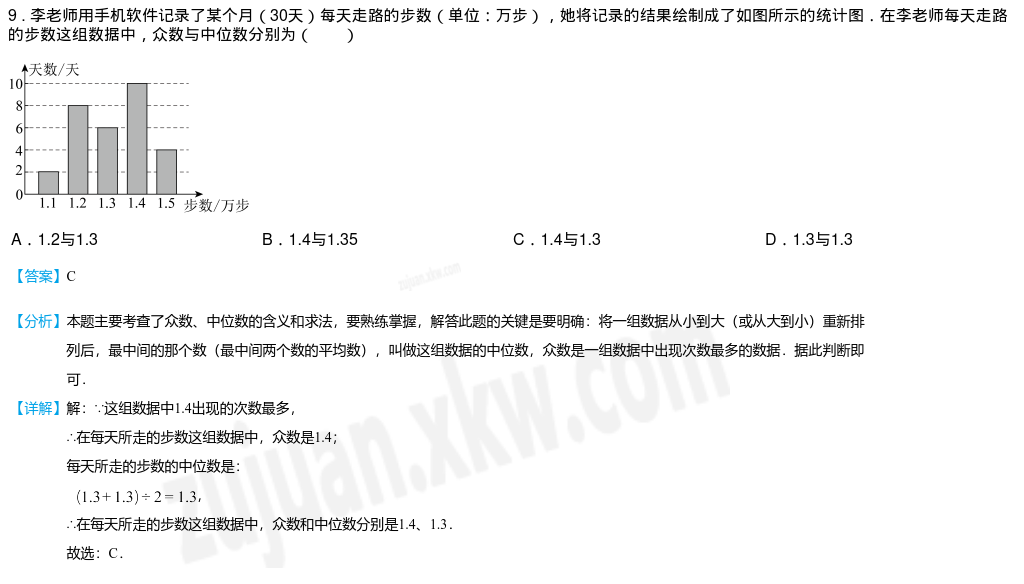 9．李老师用手机软件记录了某个月（30天）每天走路的步数（单位：万步），她将记录的结果绘制成了如图所示的统计图．在李老师每天走路
的步数这组数据中，众数与中位数分别为（　　）
天数/天
10
8
6
4
2
0
1.1 1.2 1.3 1.4 1.5 步数/万步
A．1.2与1.3 B．1.4与1.35 C．1.4与1.3 D．1.3与1.3
【答案】C
zujuan.xkw.com
【分析】本题主要考查了众数、中位数的含义和求法，要熟练掌握，解答此题的关键是要明确：将一组数据从小到大（或从大到小）重新排
列后，最中间的那个数（最中间两个数的平均数），叫做这组数据的中位数，众数是一组数据中出现次数最多的数据．据此判断即
可．
【详解】解：∵这组数据中1.4出现的次数最多，
∴在每天所走的步数这组数据中，众数是1.4；
每天所走的步数的中位数是：
(1.3+1.3)÷2=1.3，
∴在每天所走的步数这组数据中，众数和中位数分别是1.4、1.3．
故选：C．
zujuan.xkw.com